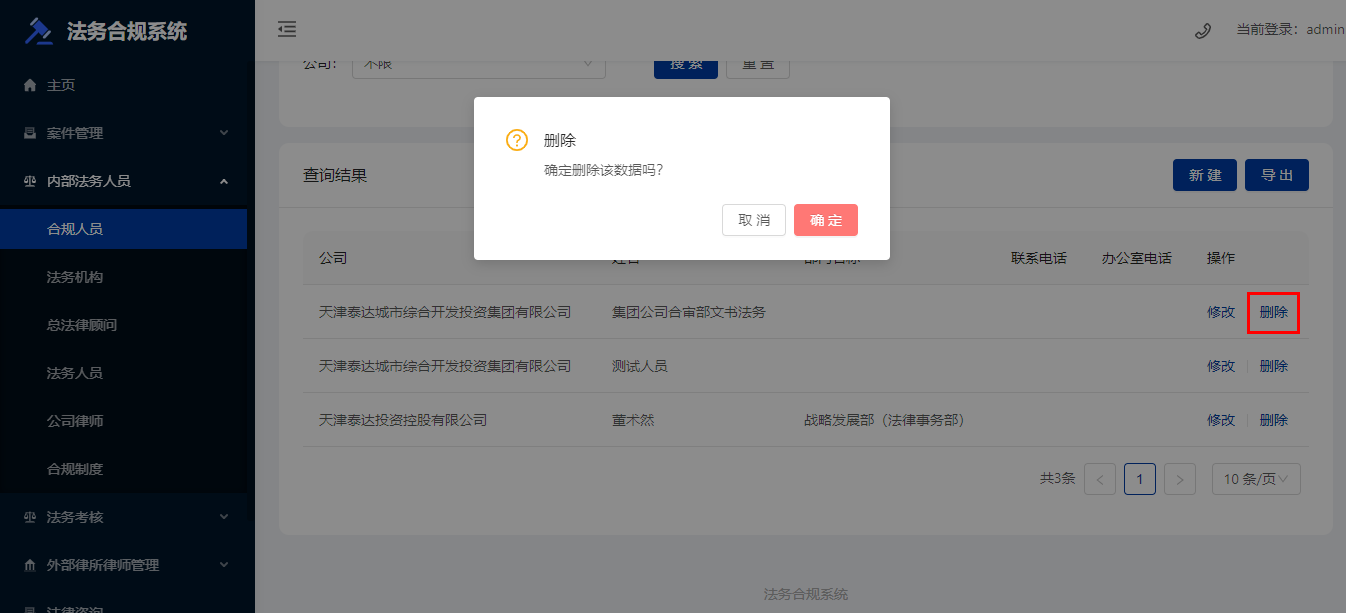 法务合规系统
当前登录：admin
主页
案件管理
内部法务人员
合规人员
法务机构
总法律顾问
法务人员
公司律师
合规制度
法务考核
外部律所律师管理
法律咨询
公司：
不限
搜 索
重 置
删除
确定删除该数据吗?
取 消
确 定
查询结果
新 建
导 出
公司 姓名 部门名称 联系电话 办公室电话 操作
天津泰达城市综合开发投资集团有限公司 集团公司合审部文书法务 修改 删除
天津泰达城市综合开发投资集团有限公司 测试人员 修改 删除
天津泰达投资控股有限公司 董术然 战略发展部（法律事务部） 修改 删除
共3条 < 1 > 10 条/页
法务合规系统